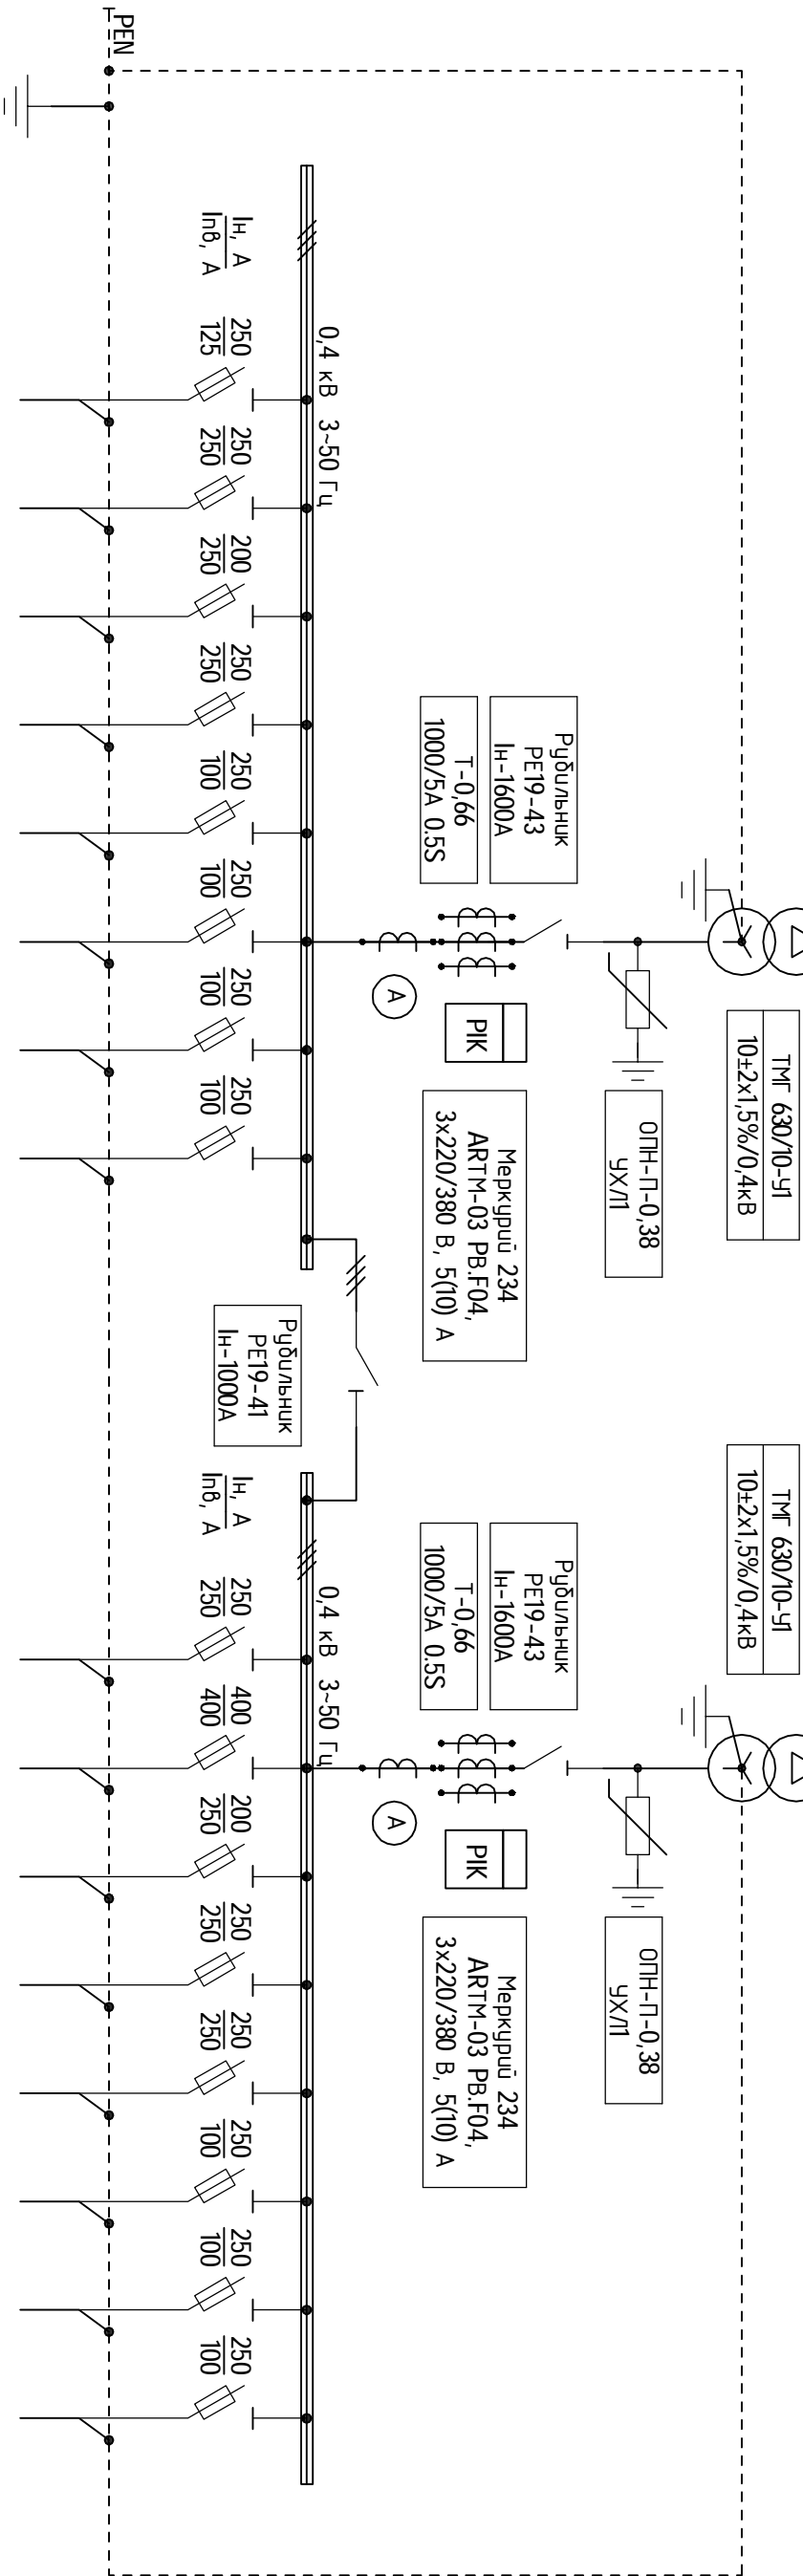 PEN
ТМГ 630/10-У1
10±2х1,5%/0,4кВ
ОПН-П-0,38
УХЛ1
Рубильник
РЕ19-43
Iн-1600А
Т-0,66
1000/5А 0.5S
PIK
Меркурий 234
ARTM-03 PB.F04,
3х220/380 В, 5(10) А
А
0,4 кВ 3~50 Гц
Iн, А
Iпв, А
250
125
250
250
200
250
250
250
250
100
250
100
250
100
250
100
Рубильник
РЕ19-41
Iн-1000А
ТМГ 630/10-У1
10±2х1,5%/0,4кВ
ОПН-П-0,38
УХЛ1
Рубильник
РЕ19-43
Iн-1600А
Т-0,66
1000/5А 0.5S
PIK
Меркурий 234
ARTM-03 PB.F04,
3х220/380 В, 5(10) А
А
0,4 кВ 3~50 Гц
Iн, А
Iпв, А
250
250
400
400
200
250
250
250
250
250
250
100
250
100
250
100